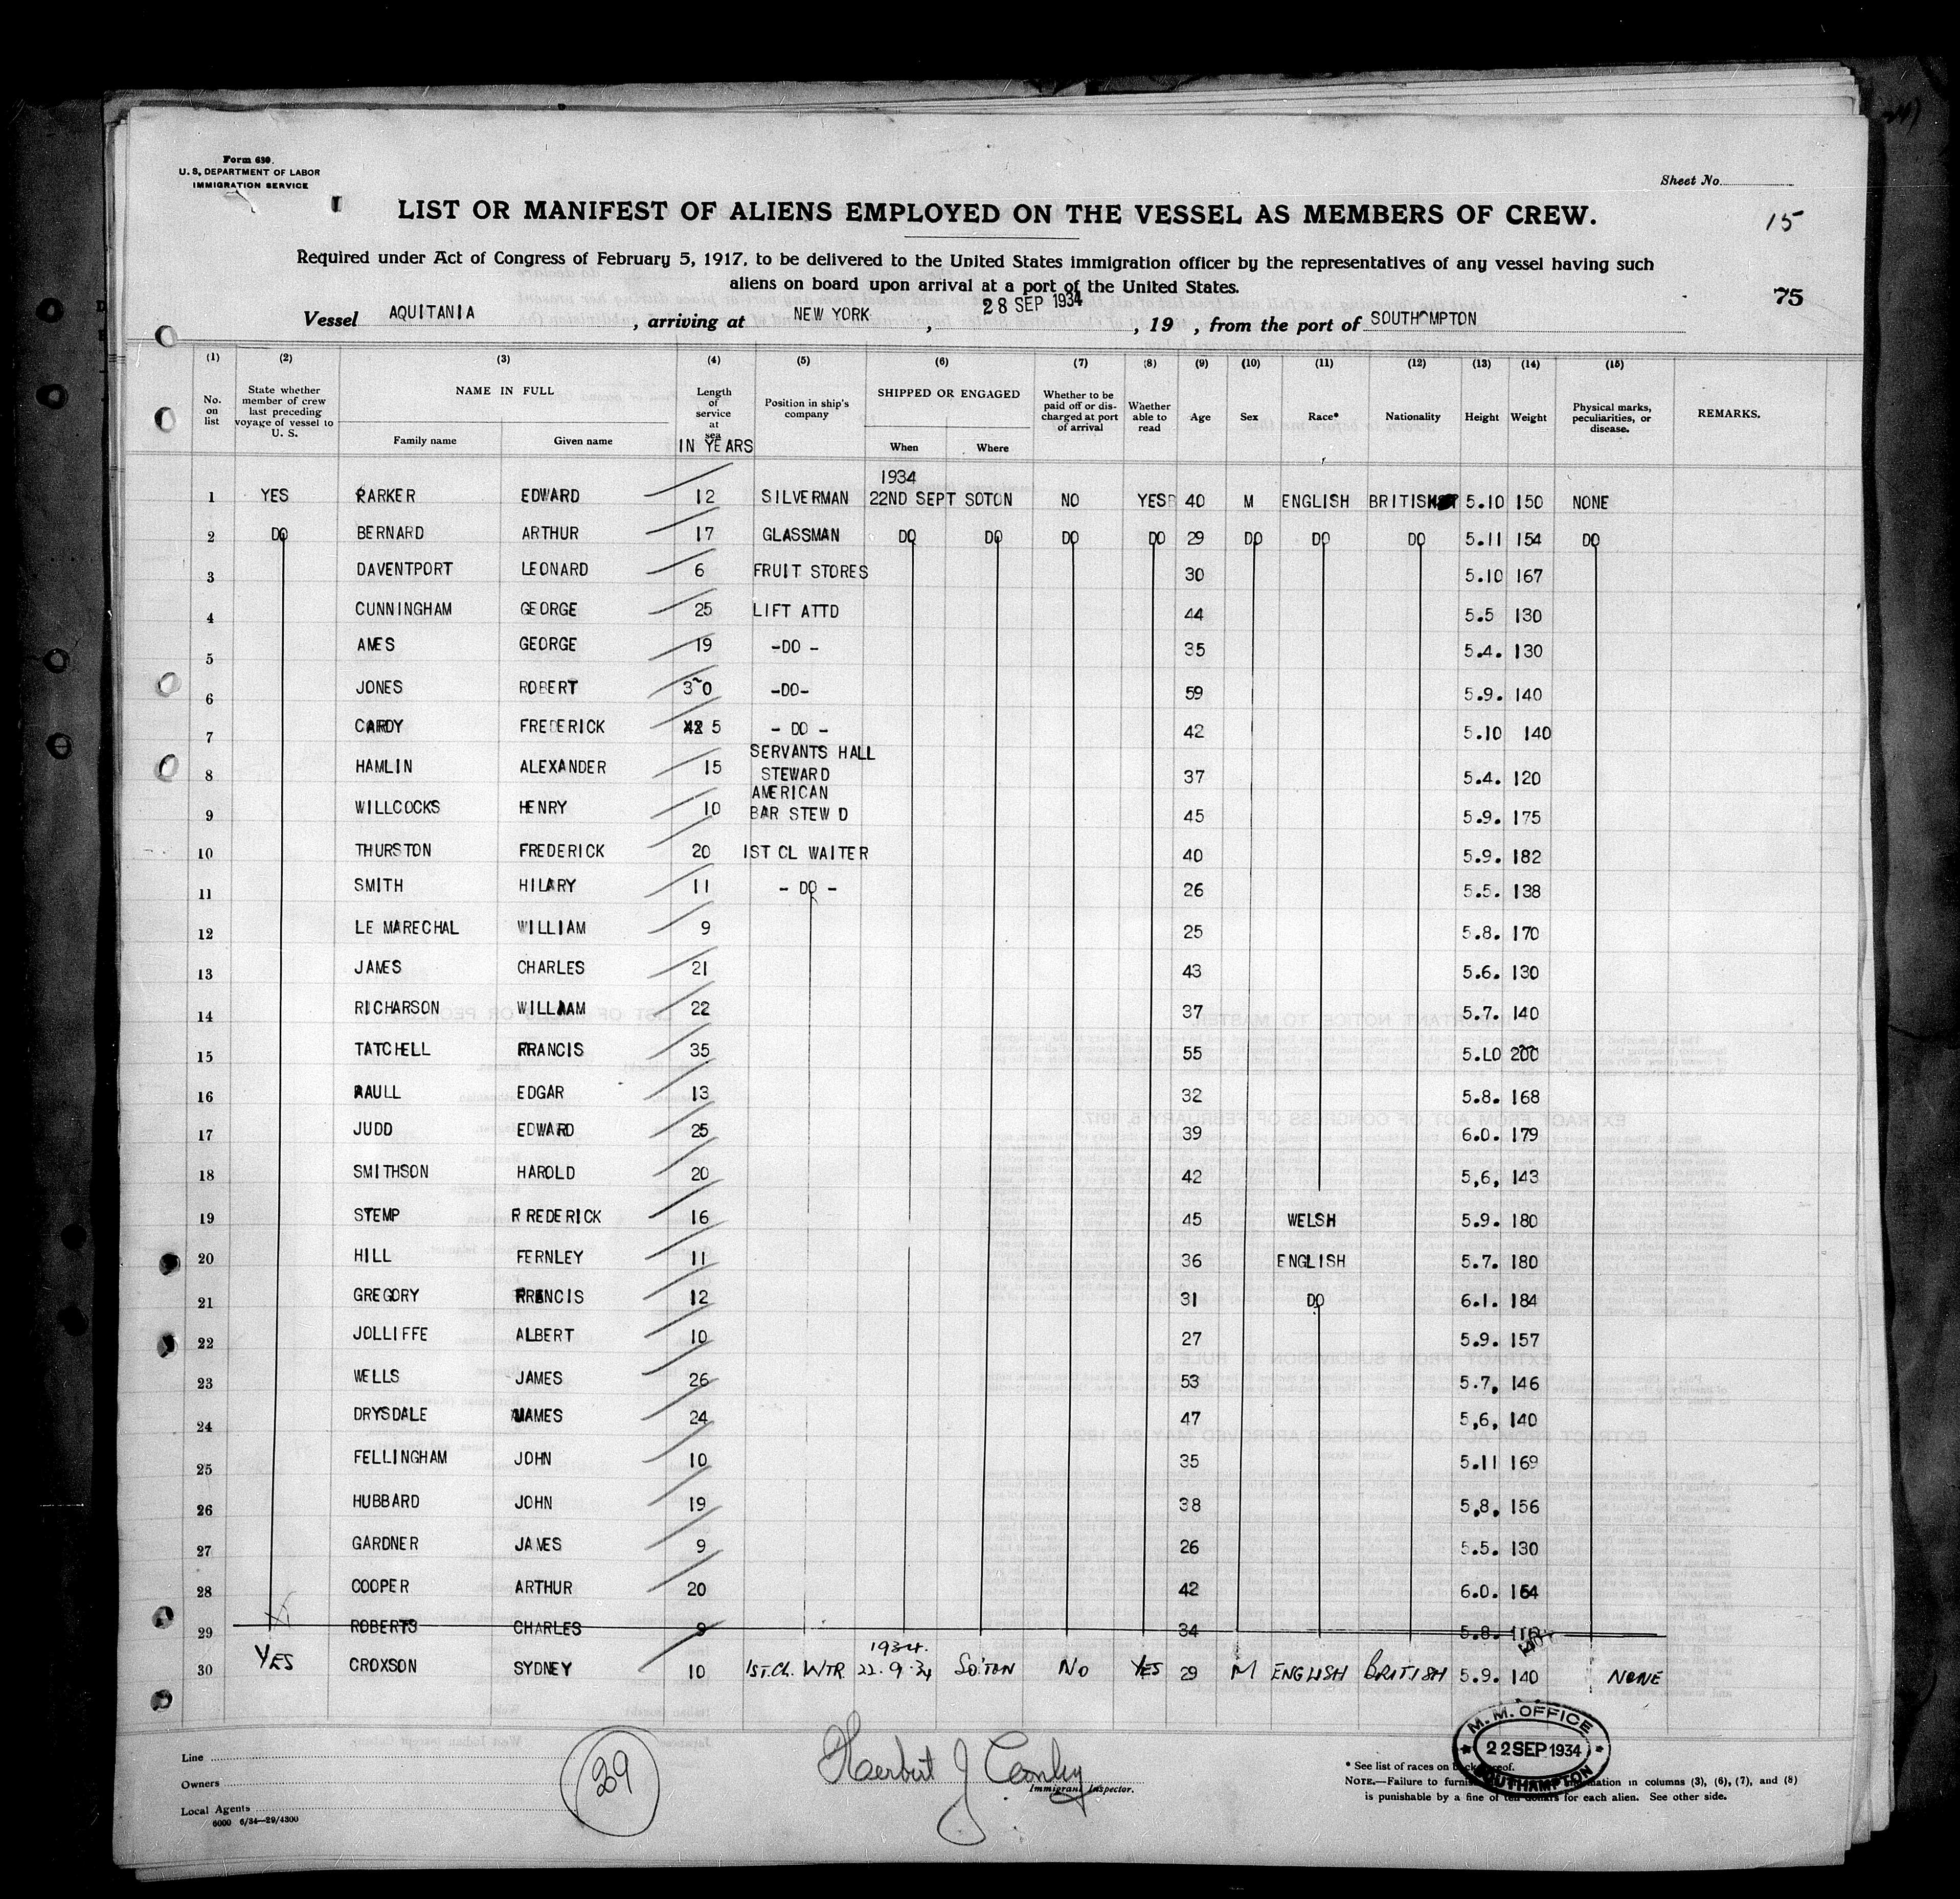 Form 630.
U. S. DEPARTMENT OF LABOR
IMMIGRATION SERVICE
Sheet No.
LIST OR MANIFEST OF ALIENS EMPLOYED ON THE VESSEL AS MEMBERS OF CREW.
15
Required under Act of Congress of February 5, 1917, to be delivered to the United States immigration officer by the representatives of any vessel having such
aliens on board upon arrival at a port of the United States.
75
Vessel AQUITANIA, arriving at NEW YORK, 28 SEP 1934, 19 , from the port of SOUTHAMPTON
(1) (2) (3) (4) (5) (6) (7) (8) (9) (10) (11) (12) (13) (14) (15)
No. on list State whether member of crew last preceding voyage of vessel to U. S. NAME IN FULL Length of service at sea IN YEARS Position in ship's company SHIPPED OR ENGAGED Whether to be paid off or discharged at port of arrival Whether able to read Age Sex Race* Nationality Height Weight Physical marks, peculiarities, or disease. REMARKS.
Family name Given name When Where
1934
1 YES PARKER EDWARD 12 SILVERMAN 22ND SEPT SOTON NO YES 40 M ENGLISH BRITISH 5.10 150 NONE
2 DO BERNARD ARTHUR 17 GLASSMAN DO DO DO DO 29 DO DO DO 5.11 154 DO
3 DAVENTPORT LEONARD 6 FRUIT STORES 30 5.10 167
4 CUNNINGHAM GEORGE 25 LIFT ATTD 44 5.5 130
5 AMES GEORGE 19 -DO - 35 5.4. 130
6 JONES ROBERT 30 -DO- 59 5.9. 140
7 CARDY FREDERICK 5 - DO - 42 5.10 140
8 HAMLIN ALEXANDER 15 SERVANTS HALL STEWARD 37 5.4. 120
9 WILLCOCKS HENRY 10 AMERICAN BAR STEW D 45 5.9. 175
10 THURSTON FREDERICK 20 1ST CL WAITER 40 5.9. 182
11 SMITH HILARY 11 - DO - 26 5.5. 138
12 LE MARECHAL WILLIAM 9 25 5.8. 170
13 JAMES CHARLES 21 43 5.6. 130
14 RICHARSON WILLIAM 22 37 5.7. 140
15 TATCHELL FRANCIS 35 55 5.L0 200
16 PAULL EDGAR 13 32 5.8. 168
17 JUDD EDWARD 25 39 6.0. 179
18 SMITHSON HAROLD 20 42 5,6, 143
19 STEMP FREDERICK 16 45 WELSH 5.9. 180
20 HILL FERNLEY 11 36 ENGLISH 5.7. 180
21 GREGORY FRENCIS 12 31 DO 6.1. 184
22 JOLLIFFE ALBERT 10 27 5.9. 157
23 WELLS JAMES 26 53 5.7, 146
24 DRYSDALE JAMES 24 47 5,6, 140
25 FELLINGHAM JOHN 10 35 5.11 169
26 HUBBARD JOHN 19 38 5,8, 156
27 GARDNER JAMES 9 26 5.5. 130
28 COOPER ARTHUR 20 42 6.0. 164
29 ROBERTS CHARLES 9 34 5.8.
1934.
30 YES CROXSON SYDNEY 10 1ST. CL. WTR 22.9.34 SO'TON NO YES 29 M ENGLISH BRITISH 5.9. 140 NONE
M. M. OFFICE
22 SEP 1934
SOUTHAMPTON
Line
Owners
Local Agents
6000 6/34—29/4300
29
Herbert J
Immigrant Inspector.
* See list of races on back hereof.
NOTE.—Failure to furnish information in columns (3), (6), (7), and (8)
is punishable by a fine of ten dollars for each alien. See other side.